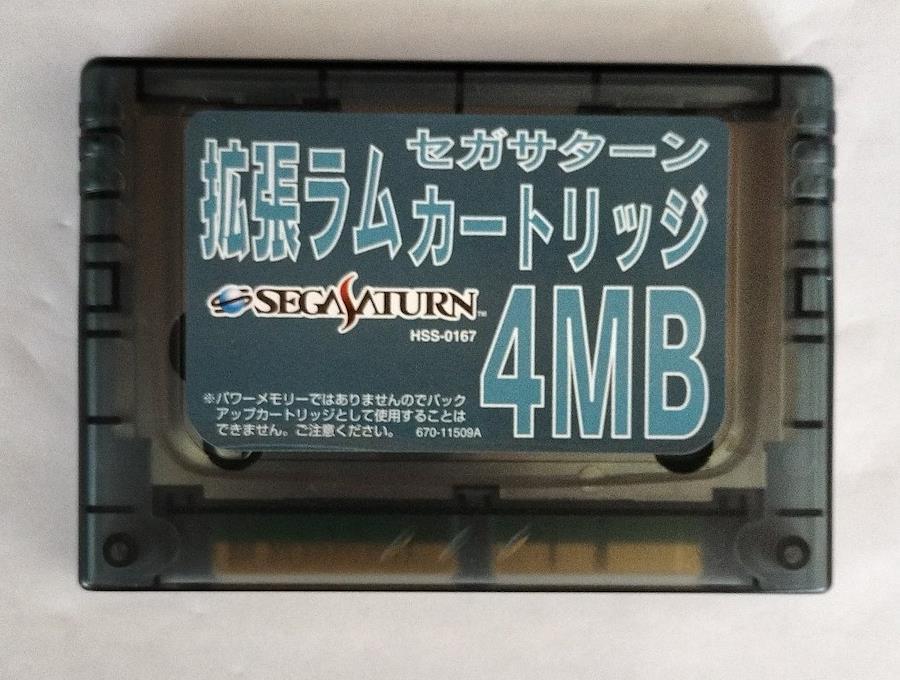 セガサターン
拡張ラムカートリッジ
SEGASATURN™
HSS-0167
4MB
※パワーメモリーではありませんのでバック
アップカートリッジとして使用することは
できません。ご注意ください。 670-11509A